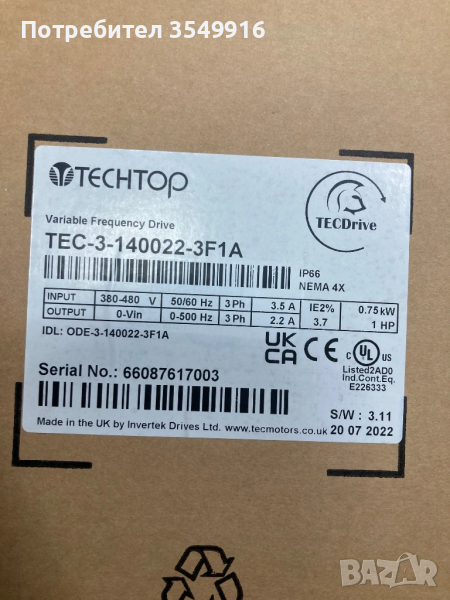 Потребител 3549916
TECHTOP
TECDrive
Variable Frequency Drive
TEC-3-140022-3F1A
IP66
NEMA 4X
INPUT 380-480 V 50/60 Hz 3 Ph 3.5 A IE2% 0.75 kW
OUTPUT 0-Vin 0-500 Hz 3 Ph 2.2 A 3.7 1 HP
IDL: ODE-3-140022-3F1A
UK CA CE c UL US
Listed2AD0
Ind.Cont.Eq.
E226333
Serial No.: 66087617003
S/W : 3.11
Made in the UK by Invertek Drives Ltd. www.tecmotors.co.uk 20 07 2022
BAZAR